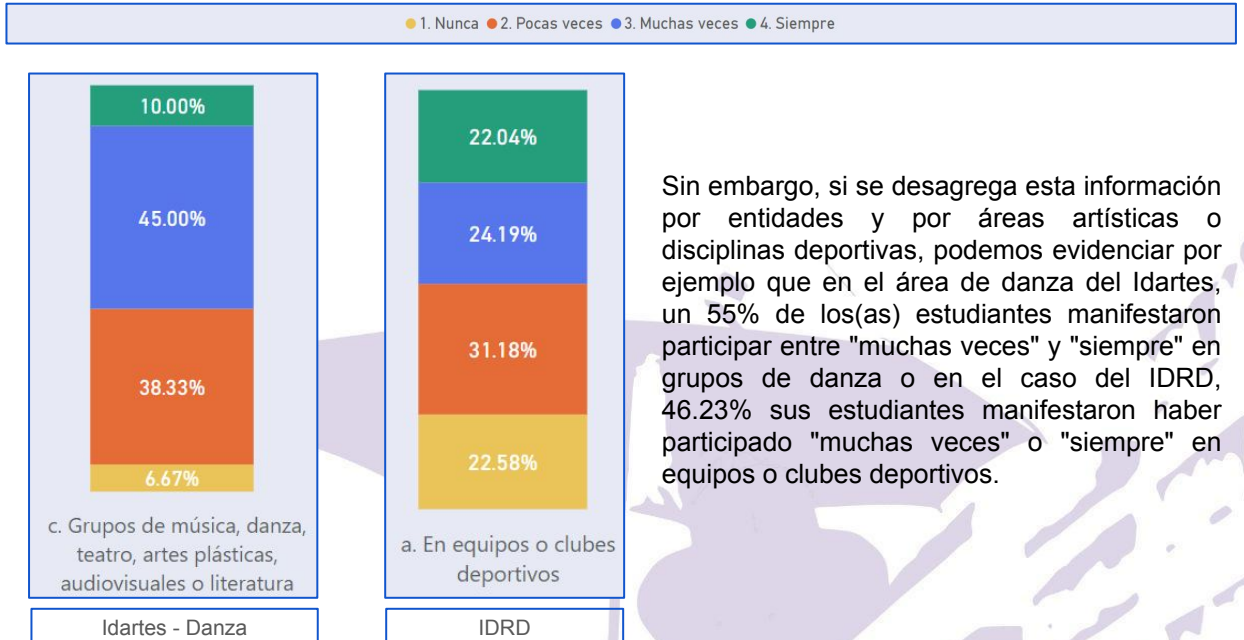 1. Nunca 2. Pocas veces 3. Muchas veces 4. Siempre
10.00%
45.00%
38.33%
6.67%
c. Grupos de música, danza,
teatro, artes plásticas,
audiovisuales o literatura
Idartes - Danza
22.04%
24.19%
31.18%
22.58%
a. En equipos o clubes
deportivos
IDRD
Sin embargo, si se desagrega esta información
por entidades y por áreas artísticas o
disciplinas deportivas, podemos evidenciar por
ejemplo que en el área de danza del Idartes,
un 55% de los(as) estudiantes manifestaron
participar entre "muchas veces" y "siempre" en
grupos de danza o en el caso del IDRD,
46.23% sus estudiantes manifestaron haber
participado "muchas veces" o "siempre" en
equipos o clubes deportivos.